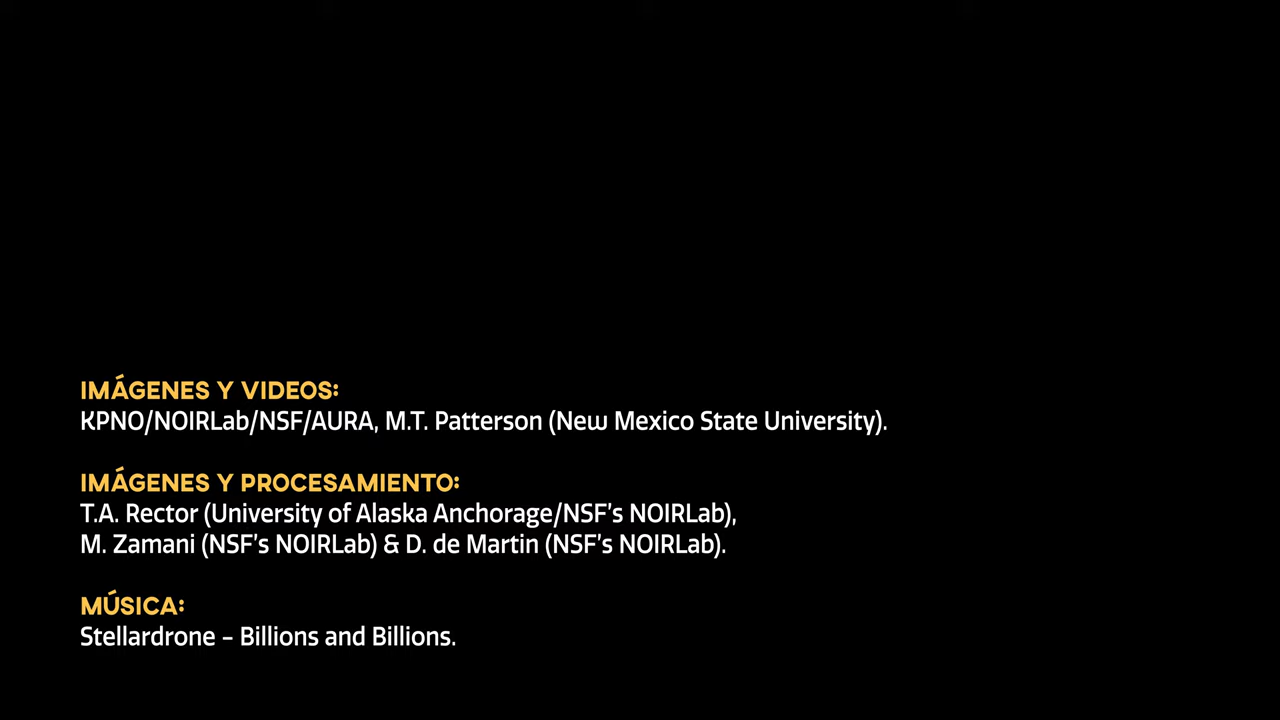 IMÁGENES Y VIDEOS:
KPNO/NOIRLab/NSF/AURA, M.T. Patterson (New Mexico State University).
IMÁGENES Y PROCESAMIENTO:
T.A. Rector (University of Alaska Anchorage/NSF’s NOIRLab),
M. Zamani (NSF’s NOIRLab) & D. de Martin (NSF’s NOIRLab).
MÚSICA:
Stellardrone – Billions and Billions.